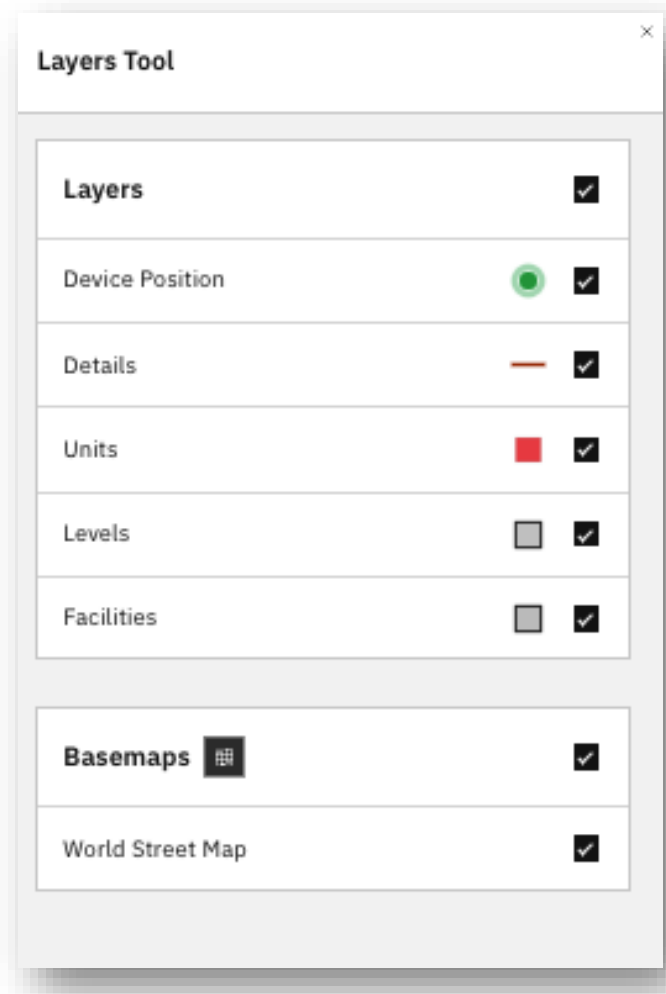 Layers Tool
Layers
Device Position
Details
Units
Levels
Facilities
Basemaps
World Street Map